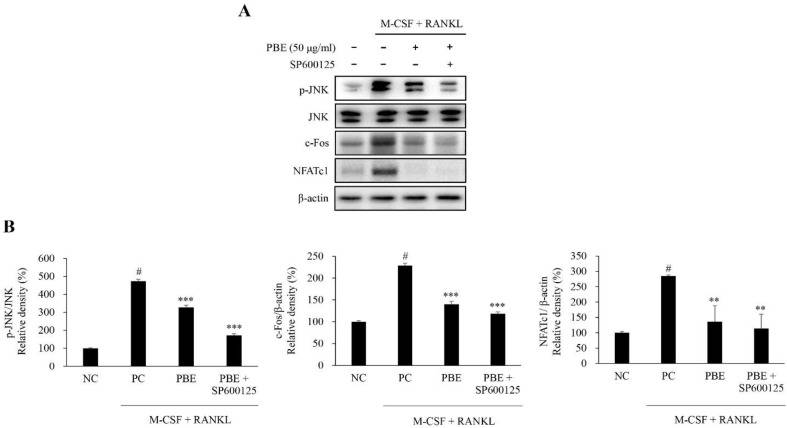 A
M-CSF + RANKL
PBE (50 μg/ml) − − + +
SP600125 − − − +
p-JNK
JNK
c-Fos
NFATc1
β-actin
B
p-JNK/JNK
Relative density (%)
600
500
400
300
200
100
0
#
***
***
NC PC PBE PBE +
SP600125
M-CSF + RANKL
c-Fos/β-actin
Relative density (%)
250
200
150
100
50
0
#
***
***
NC PC PBE PBE +
SP600125
M-CSF + RANKL
NFATc1/ β-actin
Relative density (%)
350
300
250
200
150
100
50
0
#
**
**
NC PC PBE PBE +
SP600125
M-CSF + RANKL